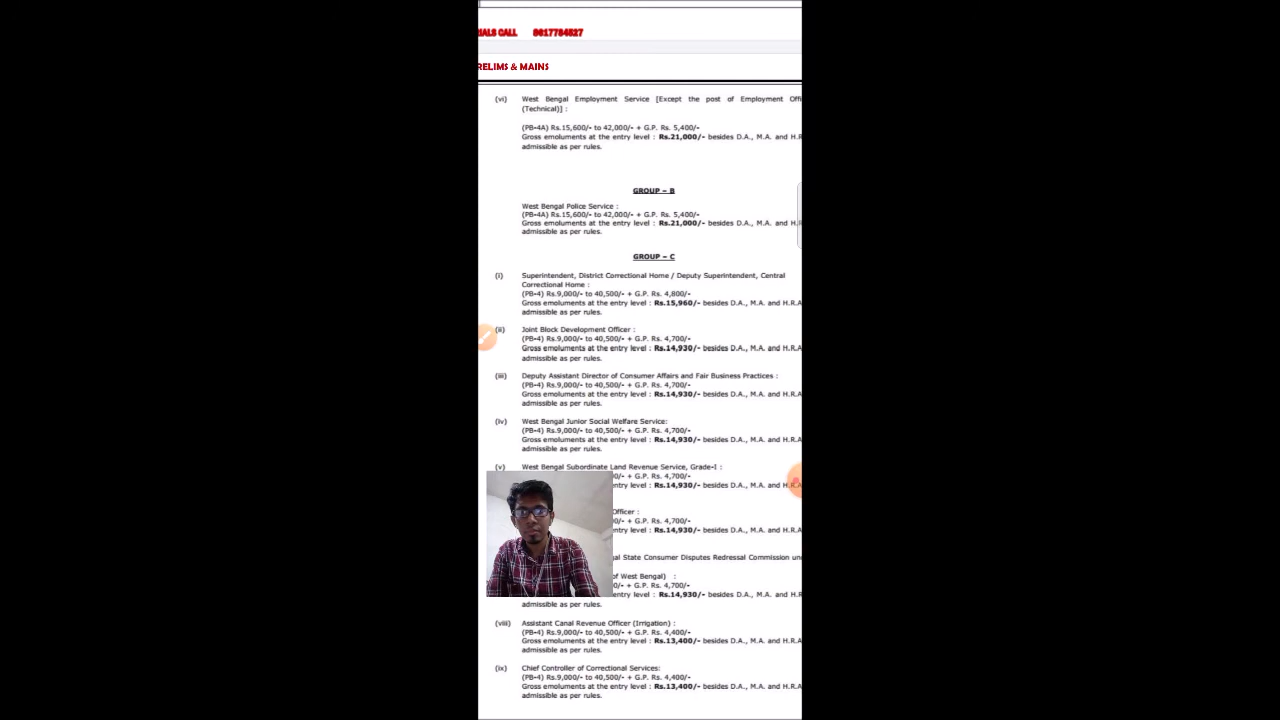 RIALS CALL 8617784527
RELIMS & MAINS
(vi) West Bengal Employment Service [Except the post of Employment Offi
(Technical)] :
(PB-4A) Rs.15,600/- to 42,000/- + G.P. Rs. 5,400/-
Gross emoluments at the entry level : Rs.21,000/- besides D.A., M.A. and H.R
admissible as per rules.
GROUP – B
West Bengal Police Service :
(PB-4A) Rs.15,600/- to 42,000/- + G.P. Rs. 5,400/-
Gross emoluments at the entry level : Rs.21,000/- besides D.A., M.A. and H.R
admissible as per rules.
GROUP – C
(i) Superintendent, District Correctional Home / Deputy Superintendent, Central
Correctional Home :
(PB-4) Rs.9,000/- to 40,500/- + G.P. Rs. 4,800/-
Gross emoluments at the entry level : Rs.15,960/- besides D.A., M.A. and H.R.A
admissible as per rules.
(ii) Joint Block Development Officer :
(PB-4) Rs.9,000/- to 40,500/- + G.P. Rs. 4,700/-
Gross emoluments at the entry level : Rs.14,930/- besides D.A., M.A. and H.R.A
admissible as per rules.
(iii) Deputy Assistant Director of Consumer Affairs and Fair Business Practices :
(PB-4) Rs.9,000/- to 40,500/- + G.P. Rs. 4,700/-
Gross emoluments at the entry level : Rs.14,930/- besides D.A., M.A. and H.R.A
admissible as per rules.
(iv) West Bengal Junior Social Welfare Service:
(PB-4) Rs.9,000/- to 40,500/- + G.P. Rs. 4,700/-
Gross emoluments at the entry level : Rs.14,930/- besides D.A., M.A. and H.R.A
admissible as per rules.
(v) West Bengal Subordinate Land Revenue Service, Grade-I :
0/- + G.P. Rs. 4,700/-
ntry level : Rs.14,930/- besides D.A., M.A. and H.R.A
Officer :
0/- + G.P. Rs. 4,700/-
ntry level : Rs.14,930/- besides D.A., M.A. and H.R.A
al State Consumer Disputes Redressal Commission un
of West Bengal) :
0/- + G.P. Rs. 4,700/-
ntry level : Rs.14,930/- besides D.A., M.A. and H.R.A
admissible as per rules.
(viii) Assistant Canal Revenue Officer (Irrigation) :
(PB-4) Rs.9,000/- to 40,500/- + G.P. Rs. 4,400/-
Gross emoluments at the entry level : Rs.13,400/- besides D.A., M.A. and H.R.A
admissible as per rules.
(ix) Chief Controller of Correctional Services:
(PB-4) Rs.9,000/- to 40,500/- + G.P. Rs. 4,400/-
Gross emoluments at the entry level : Rs.13,400/- besides D.A., M.A. and H.R.A
admissible as per rules.